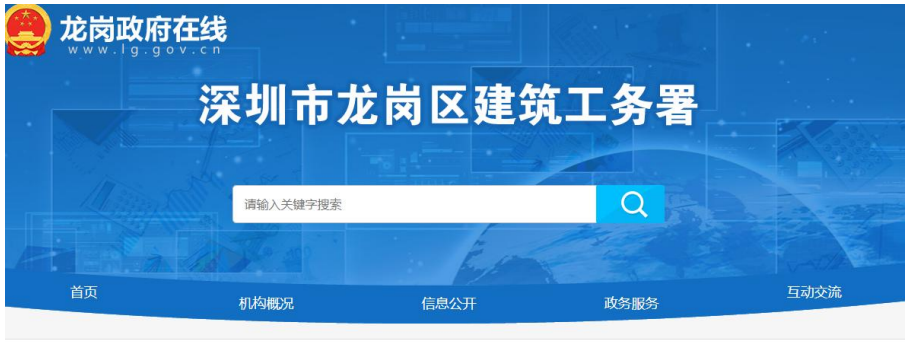 龙岗政府在线
www.lg.gov.cn
深圳市龙岗区建筑工务署
请输入关键字搜索
首页
机构概况
信息公开
政务服务
互动交流